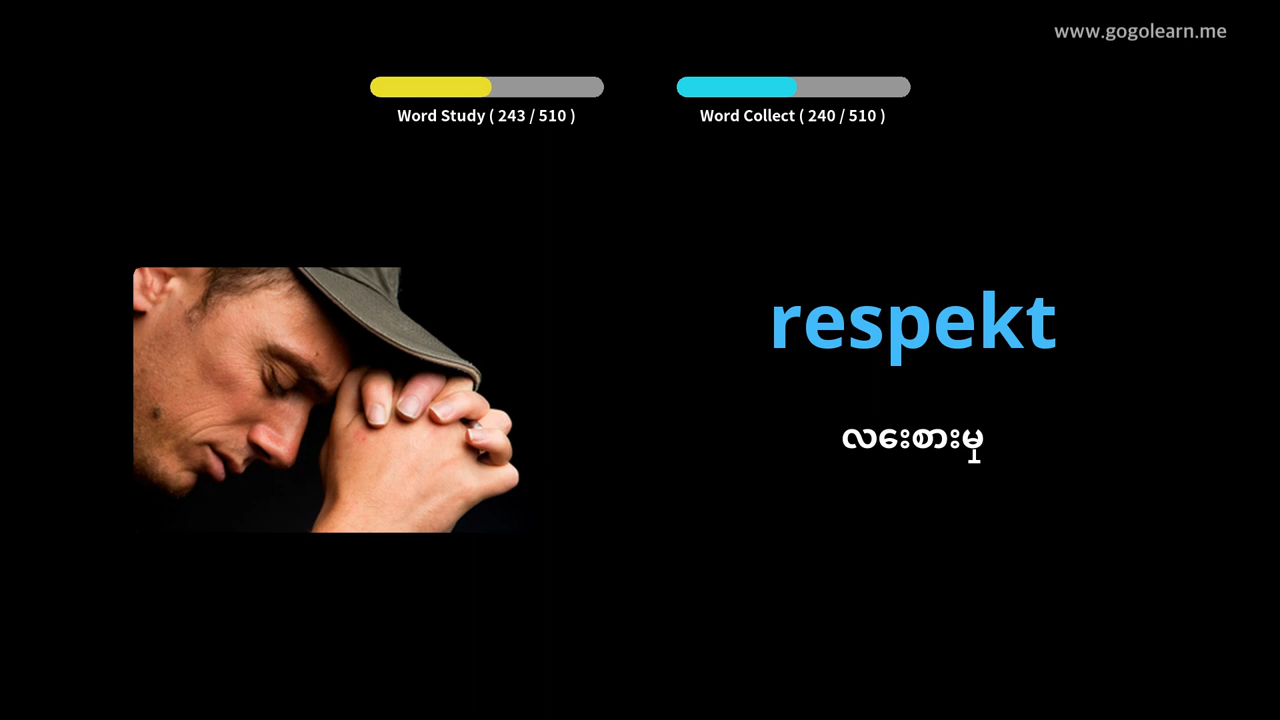 www.gogolearn.me
Word Study ( 243 / 510 )
Word Collect ( 240 / 510 )
respekt
လေးစားမှု